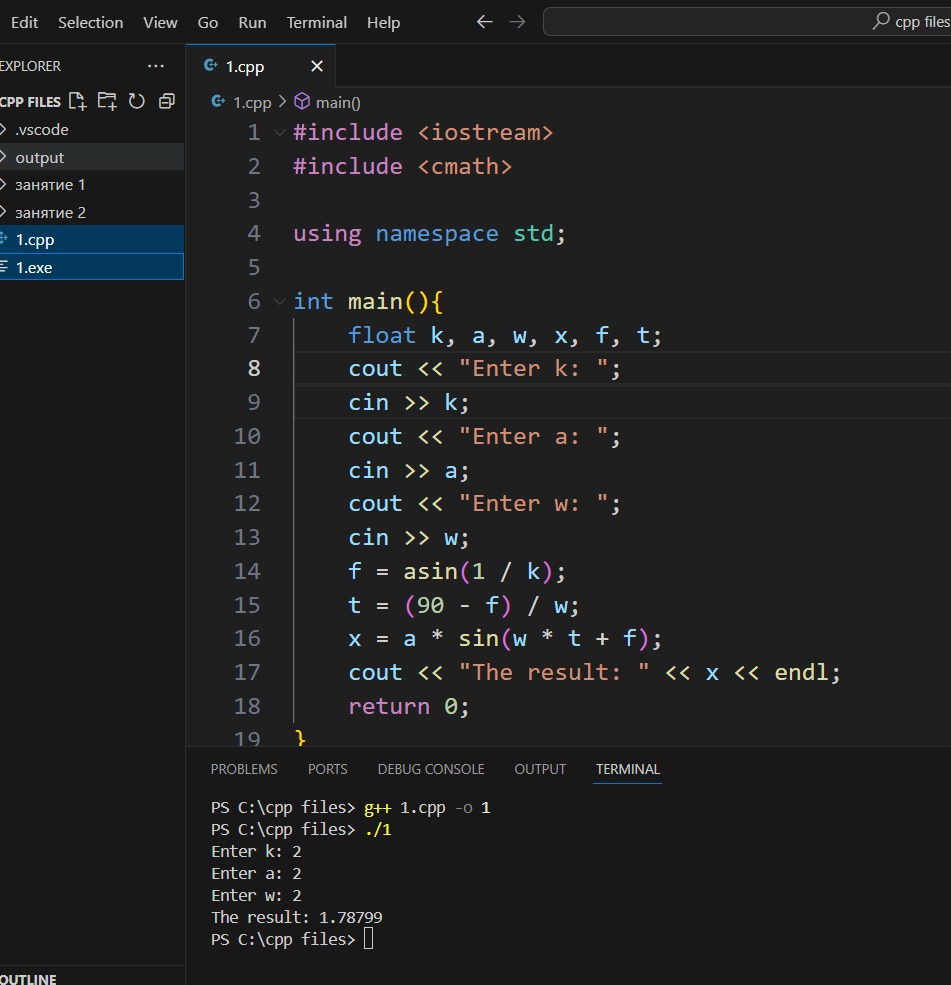 Edit Selection View Go Run Terminal Help cpp files
EXPLORER
CPP FILES
.vscode
output
занятие 1
занятие 2
1.cpp
1.exe
OUTLINE
1.cpp
1.cpp > main()
1 #include <iostream>
2 #include <cmath>
3
4 using namespace std;
5
6 int main(){
7 float k, a, w, x, f, t;
8 cout << "Enter k: ";
9 cin >> k;
10 cout << "Enter a: ";
11 cin >> a;
12 cout << "Enter w: ";
13 cin >> w;
14 f = asin(1 / k);
15 t = (90 - f) / w;
16 x = a * sin(w * t + f);
17 cout << "The result: " << x << endl;
18 return 0;
19 }
PROBLEMS PORTS DEBUG CONSOLE OUTPUT TERMINAL
PS C:\cpp files> g++ 1.cpp -o 1
PS C:\cpp files> ./1
Enter k: 2
Enter a: 2
Enter w: 2
The result: 1.78799
PS C:\cpp files>